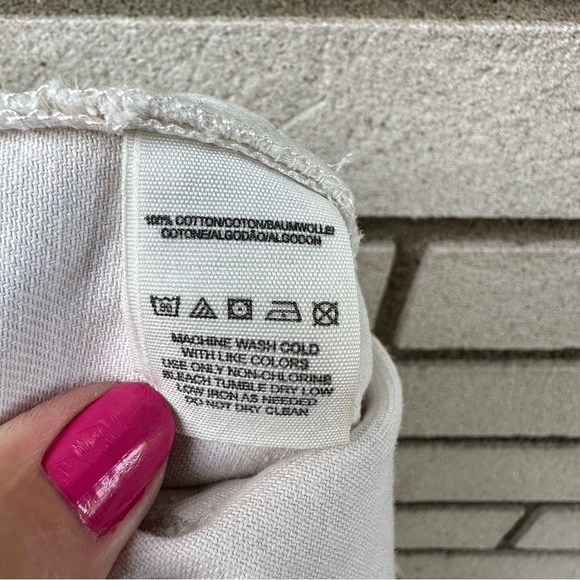 100% COTTON/COTON/BAUMWOLLE/
COTONE/ALGODÃO/ALGODON
30
MACHINE WASH COLD
WITH LIKE COLORS
USE ONLY NON-CHLORINE
BLEACH TUMBLE DRY LOW
LOW IRON AS NEEDED
DO NOT DRY CLEAN